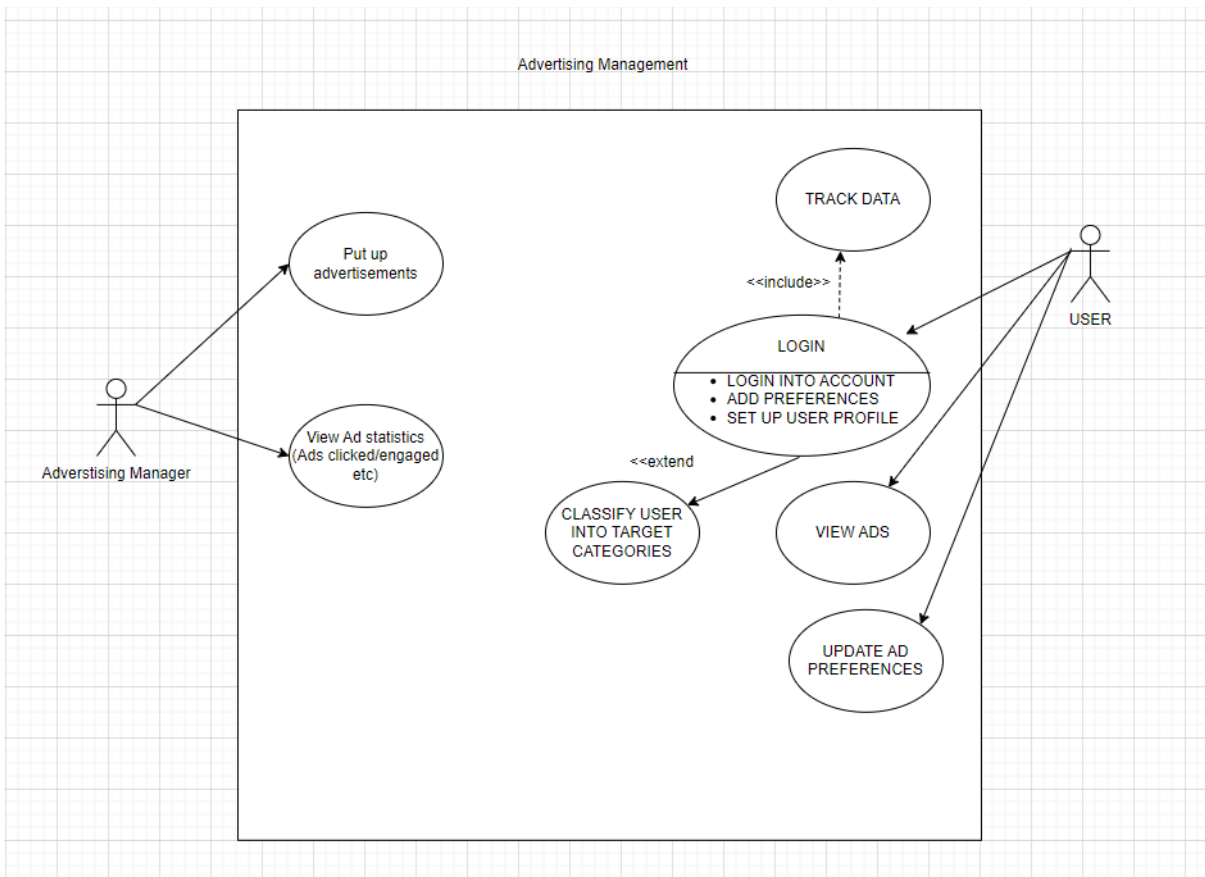 Advertising Management
TRACK DATA
Put up
advertisements
<<include>>
USER
LOGIN
• LOGIN INTO ACCOUNT
• ADD PREFERENCES
• SET UP USER PROFILE
View Ad statistics
(Ads clicked/engaged
etc)
Adverstising Manager
<<extend
CLASSIFY USER
INTO TARGET
CATEGORIES
VIEW ADS
UPDATE AD
PREFERENCES